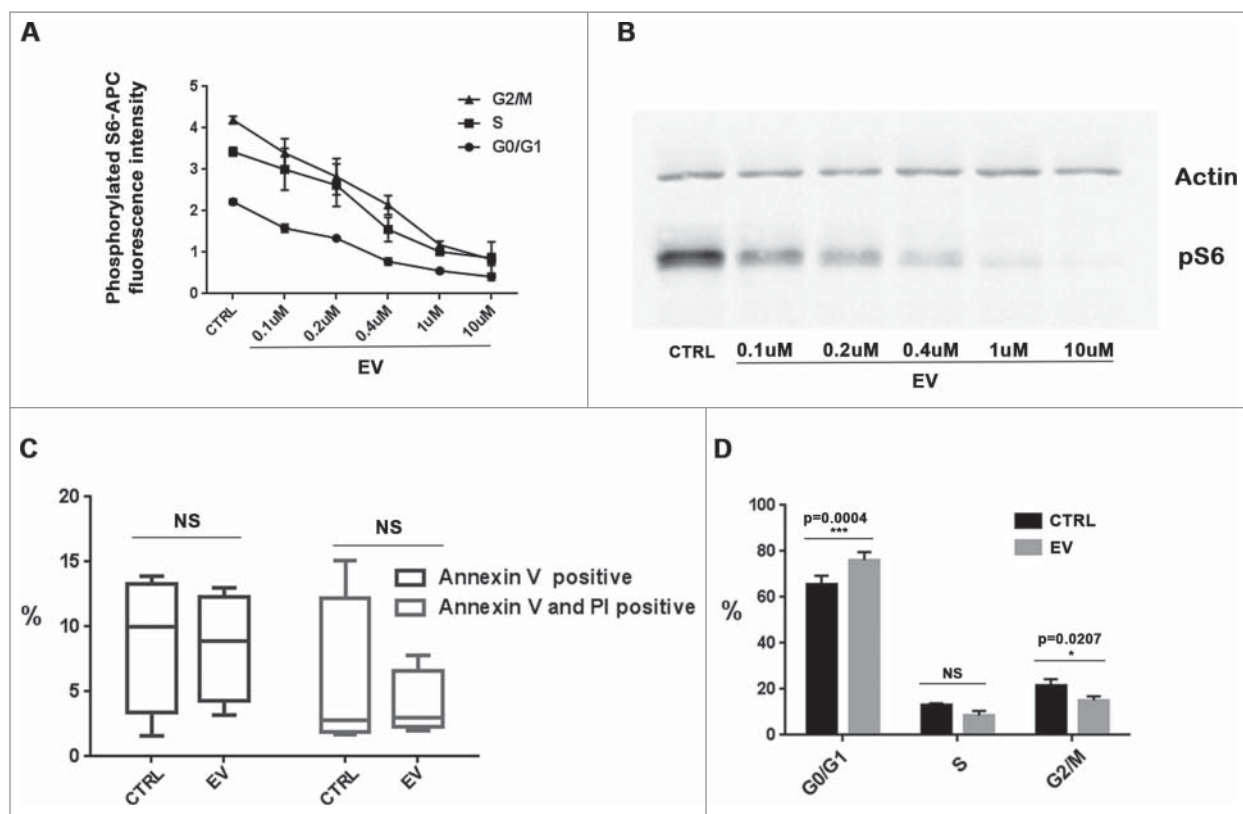 A
Phosphorylated S6-APC
fluorescence intensity
5
4
3
2
1
0
G2/M
S
G0/G1
CTRL
0.1uM
0.2uM
0.4uM
1uM
10uM
EV
B
Actin
pS6
CTRL 0.1uM 0.2uM 0.4uM 1uM 10uM
EV
C
%
20
15
10
5
0
NS
NS
Annexin V positive
Annexin V and PI positive
CTRL
EV
CTRL
EV
D
%
100
80
60
40
20
0
p=0.0004
***
CTRL
EV
NS
p=0.0207
*
G0/G1
S
G2/M